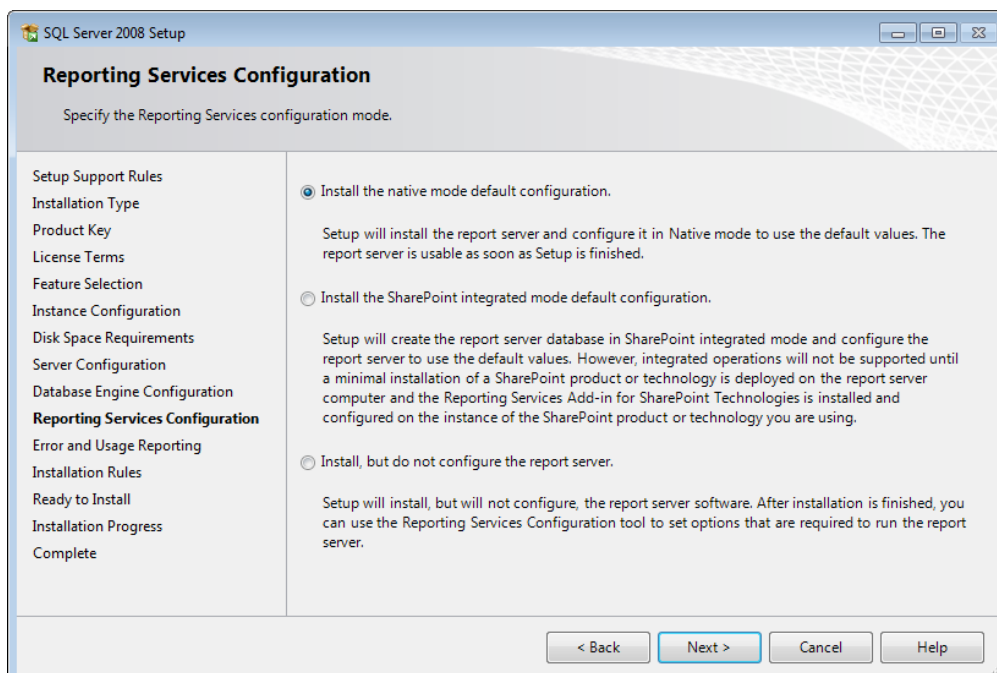 SQL Server 2008 Setup
Reporting Services Configuration
Specify the Reporting Services configuration mode.
Setup Support Rules
Installation Type
Product Key
License Terms
Feature Selection
Instance Configuration
Disk Space Requirements
Server Configuration
Database Engine Configuration
Reporting Services Configuration
Error and Usage Reporting
Installation Rules
Ready to Install
Installation Progress
Complete
Install the native mode default configuration.
Setup will install the report server and configure it in Native mode to use the default values. The
report server is usable as soon as Setup is finished.
Install the SharePoint integrated mode default configuration.
Setup will create the report server database in SharePoint integrated mode and configure the
report server to use the default values. However, integrated operations will not be supported until
a minimal installation of a SharePoint product or technology is deployed on the report server
computer and the Reporting Services Add-in for SharePoint Technologies is installed and
configured on the instance of the SharePoint product or technology you are using.
Install, but do not configure the report server.
Setup will install, but will not configure, the report server software. After installation is finished, you
can use the Reporting Services Configuration tool to set options that are required to run the report
server.
< Back
Next >
Cancel
Help